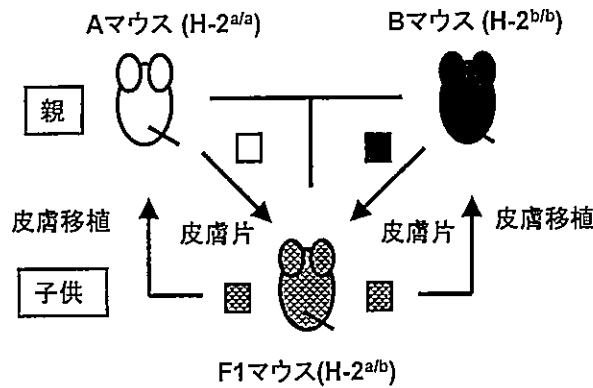 Aマウス (H-2a/a)
Bマウス (H-2b/b)
親
皮膚移植
皮膚片
皮膚片
皮膚移植
子供
F1マウス(H-2a/b)